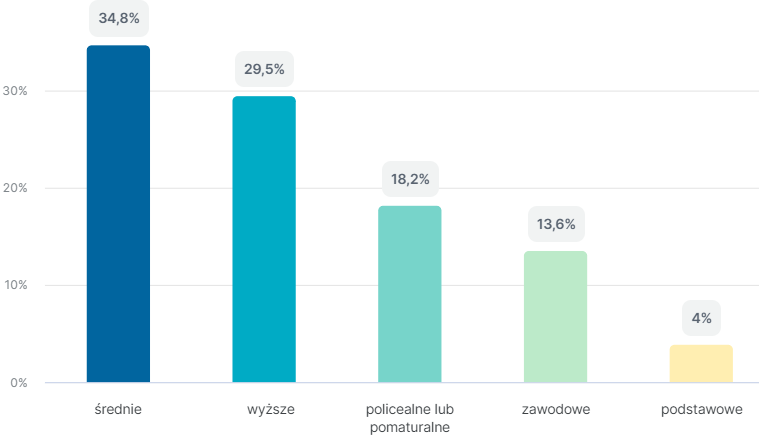 34,8%
29,5%
30%
20%
18,2%
13,6%
10%
4%
0%
średnie
wyższe
policealne lub
pomaturalne
zawodowe
podstawowe